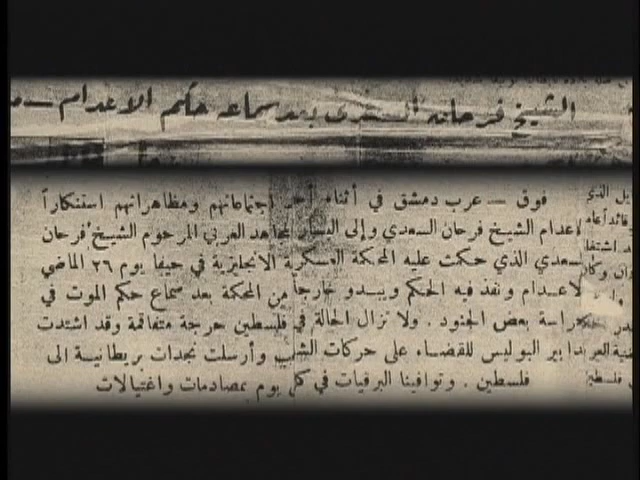 الشيخ فرحان السعدي بعد سماعه حكم الاعدام —
فوق — عرب دمشق في أثناء أحد اجتماعاتهم ومظاهراتهم استنكاراً
لاعدام الشيخ فرحان السعدي وإلى اليسار المجاهد العربي المرحوم الشيخ فرحان
السعدي الذي حكمت عليه المحكمة العسكرية الانجليزية في حيفا يوم ٢٦ الماضي
بالاعدام و نفذ فيه الحكم ويبدو خارجاً من المحكمة بعد سماع حكم الموت في
حراسة بعض الجنود . ولا تزال الحالة في فلسطين حرجة متفاقمة وقد اشتدت
تدابير البوليس للقضاء على حركات الشلب وأرسلت نجدات بريطانية الى
فلسطين . وتوافينا البرقيات في كل يوم بمصادمات واغتيالات